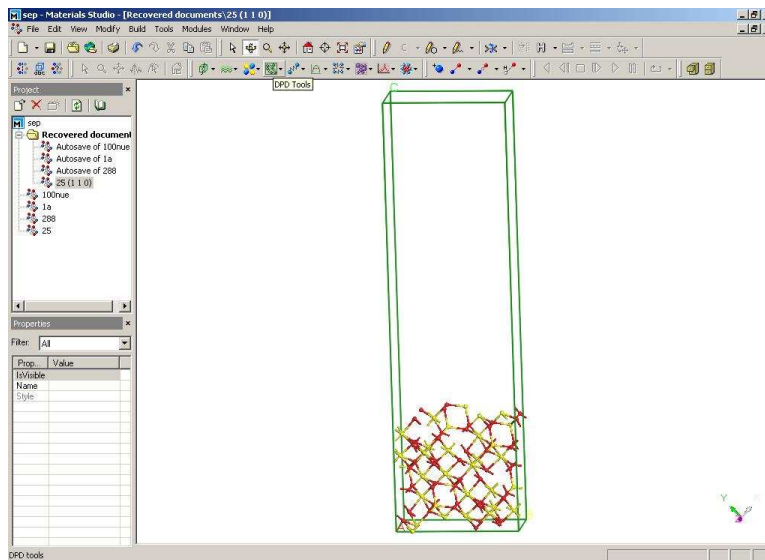 sep - Materials Studio - [Recovered documents\25 (1 1 0)]
File Edit View Modify Build Tools Modules Window Help
DPD Tools
Project
sep
Recovered document
Autosave of 100nue
Autosave of 1a
Autosave of 288
25 (1 1 0)
100nue
1a
288
25
Properties
Filter: All
Prop... Value
IsVisible
Name
Style
C
Y
DPD tools